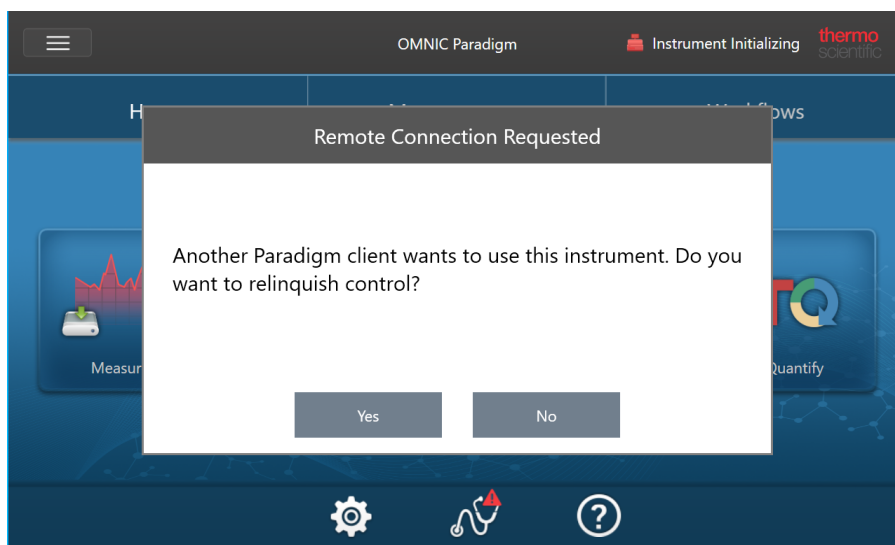 OMNIC Paradigm
Instrument Initializing
thermo
scientific
Remote Connection Requested
Another Paradigm client wants to use this instrument. Do you
want to relinquish control?
Yes
No
?